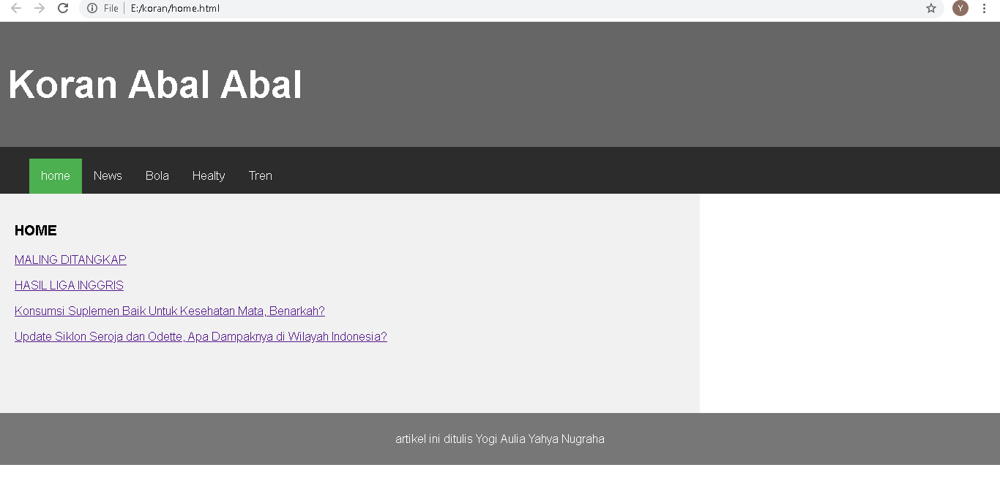 File E:/koran/home.html
Y
Koran Abal Abal
home News Bola Healty Tren
HOME
MALING DITANGKAP
HASIL LIGA INGGRIS
Konsumsi Suplemen Baik Untuk Kesehatan Mata, Benarkah?
Update Siklon Seroja dan Odette, Apa Dampaknya di Wilayah Indonesia?
artikel ini ditulis Yogi Aulia Yahya Nugraha